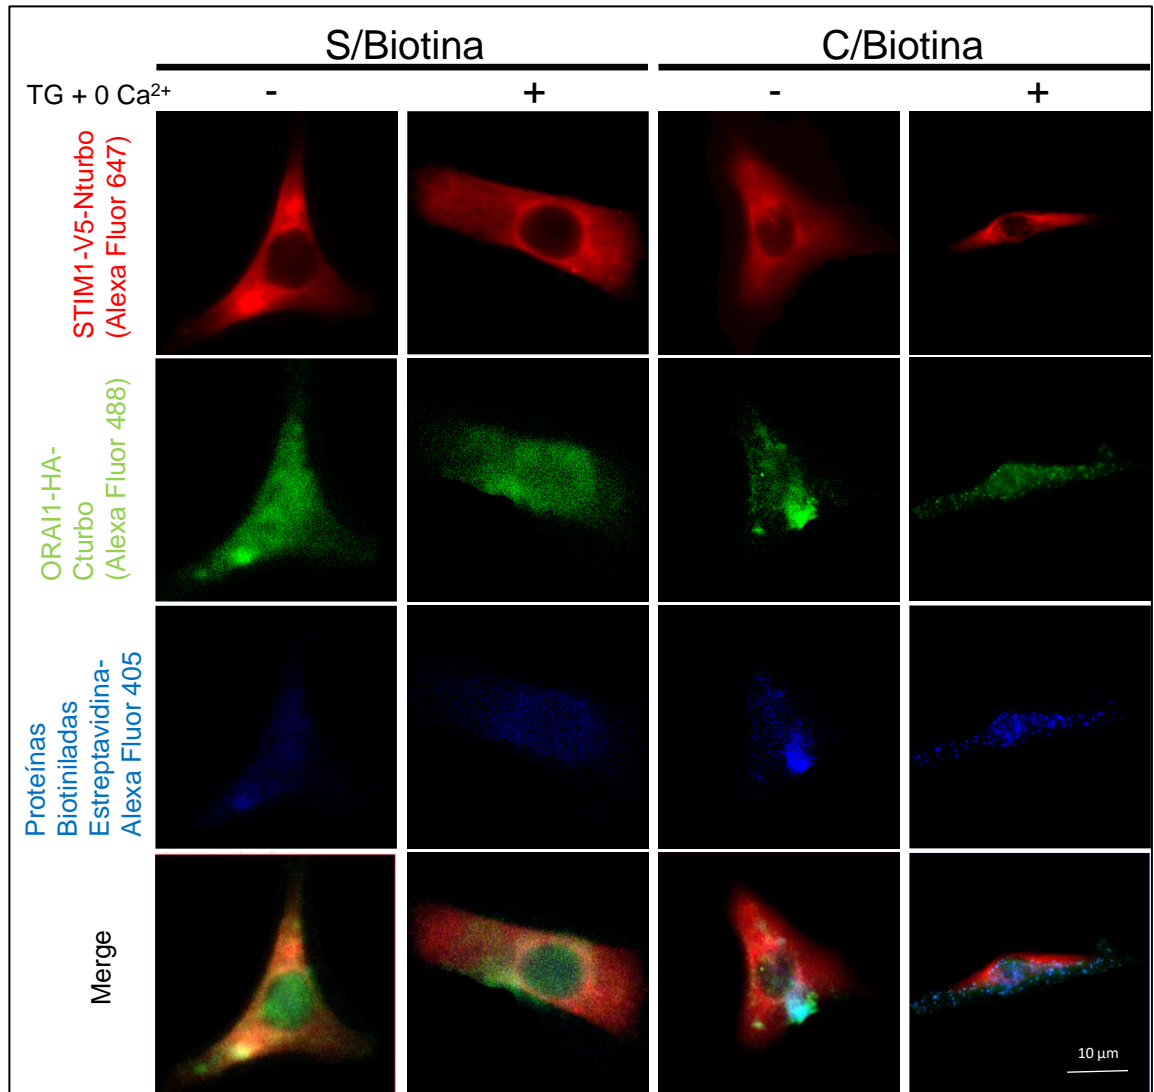 S/Biotina
C/Biotina
TG + 0 Ca²⁺
-
+
-
+
STIM1-V5-Nturbo
(Alexa Fluor 647)
ORAI1-HA-
Cturbo
(Alexa Fluor 488)
Proteínas
Biotiniladas
Estreptavidina-
Alexa Fluor 405
Merge
10 µm